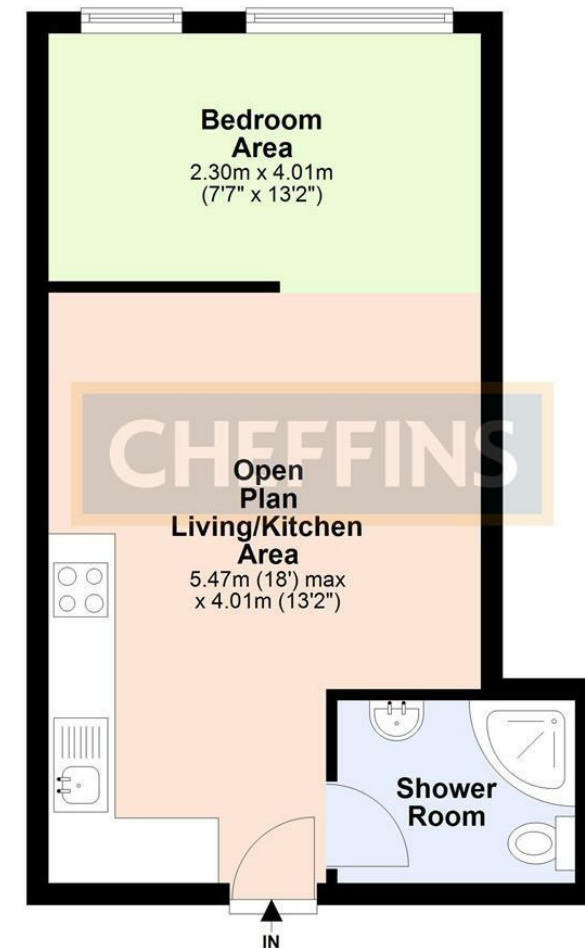 Bedroom
Area
2.30m x 4.01m
(7'7" x 13'2")
CHEFFINS
Open
Plan
Living/Kitchen
Area
5.47m (18') max
x 4.01m (13'2")
Shower
Room
IN